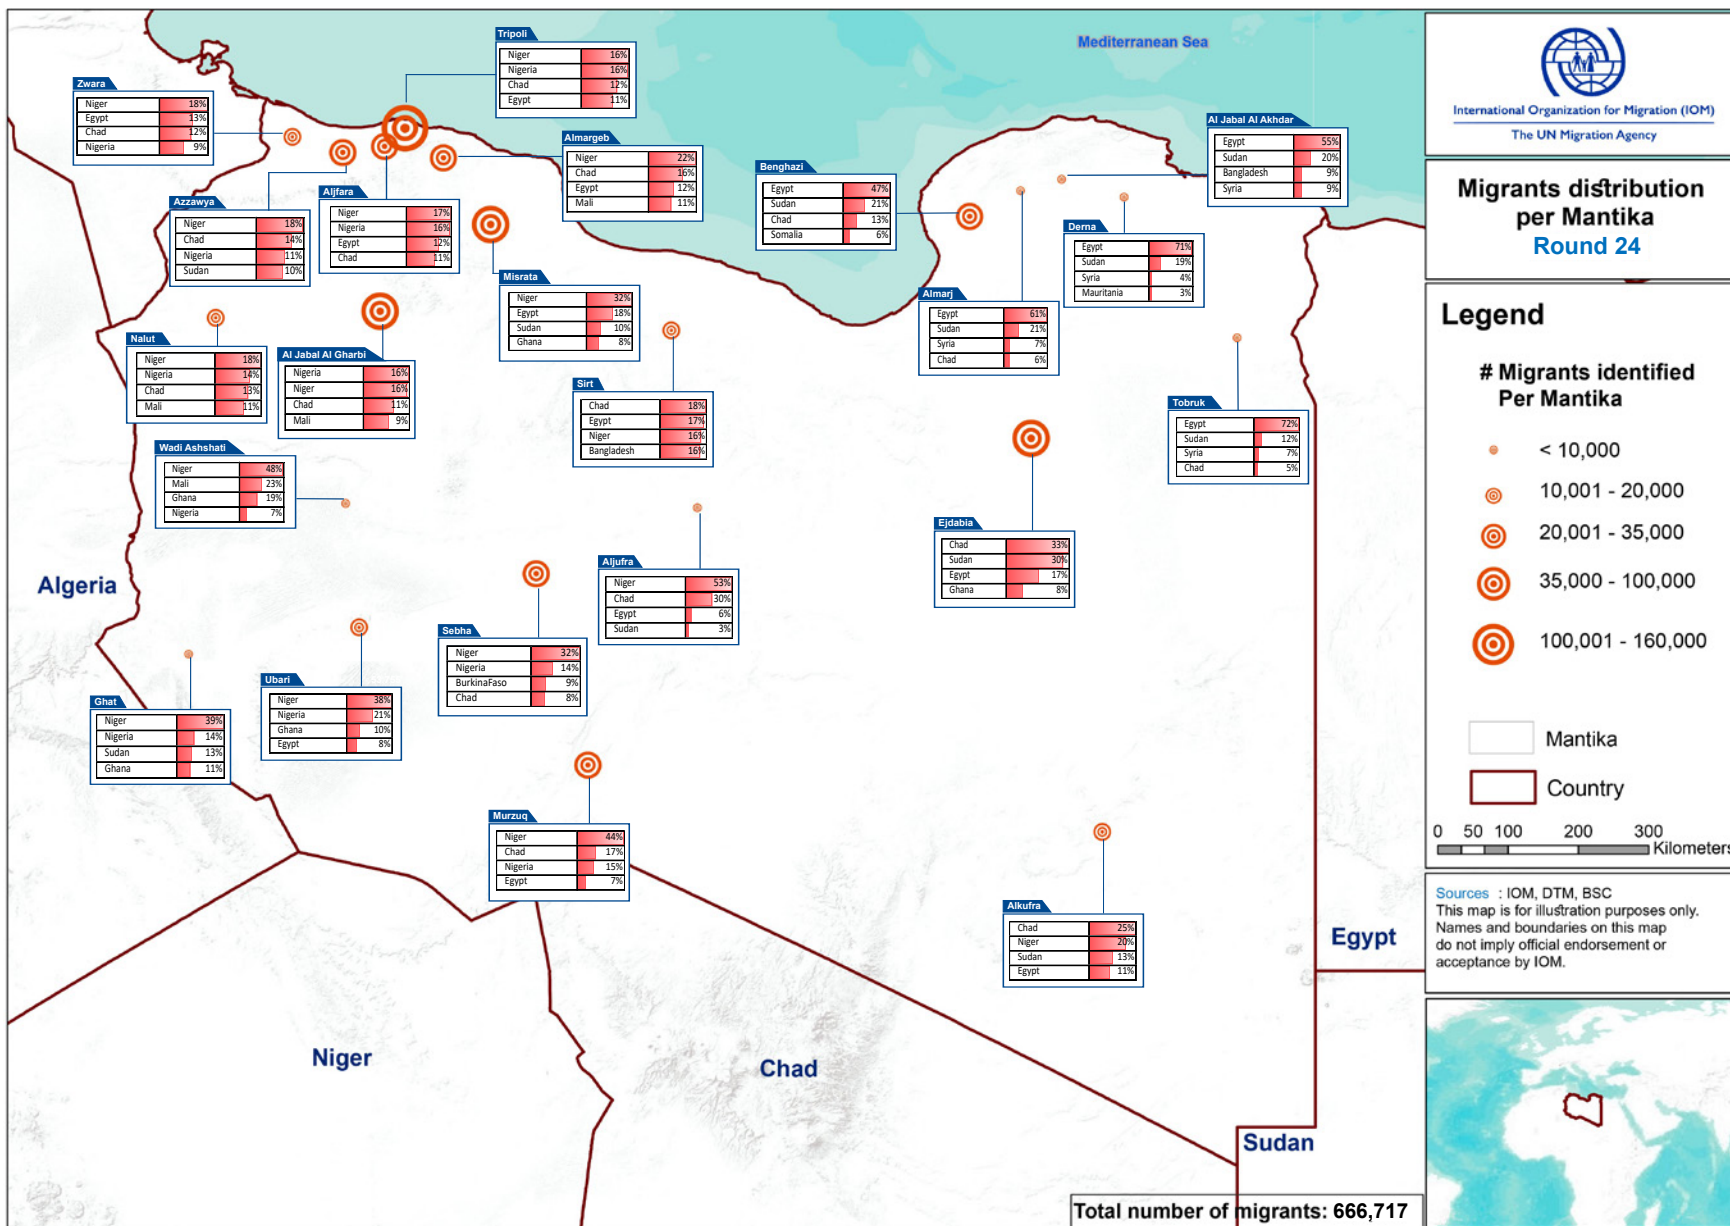 Mediterranean Sea
Tripoli
Niger 16%
Nigeria 16%
Chad 12%
Egypt 11%
Zwara
Niger 18%
Egypt 13%
Chad 12%
Nigeria 9%
Almargeb
Niger 22%
Chad 16%
Egypt 12%
Mali 11%
Al Jabal Al Akhdar
Egypt 55%
Sudan 20%
Bangladesh 9%
Syria 9%
Benghazi
Egypt 47%
Sudan 21%
Chad 13%
Somalia 6%
Azzawya
Niger 18%
Chad 14%
Nigeria 11%
Sudan 10%
Aljfara
Niger 17%
Nigeria 16%
Egypt 12%
Chad 11%
Derna
Egypt 71%
Sudan 19%
Syria 4%
Mauritania 3%
Misrata
Niger 32%
Egypt 18%
Sudan 10%
Ghana 8%
Almarj
Egypt 61%
Sudan 21%
Syria 7%
Chad 6%
Nalut
Niger 18%
Nigeria 14%
Chad 13%
Mali 11%
Al Jabal Al Gharbi
Nigeria 16%
Niger 16%
Chad 11%
Mali 9%
Sirt
Chad 18%
Egypt 17%
Niger 16%
Bangladesh 16%
Tobruk
Egypt 72%
Sudan 12%
Syria 7%
Chad 5%
Wadi Ashshati
Niger 48%
Mali 23%
Ghana 19%
Nigeria 7%
Ejdabia
Chad 33%
Sudan 30%
Egypt 17%
Ghana 8%
Aljufra
Niger 53%
Chad 30%
Egypt 6%
Sudan 3%
Algeria
Sebha
Niger 32%
Nigeria 14%
BurkinaFaso 9%
Chad 8%
Ubari
Niger 38%
Nigeria 21%
Ghana 10%
Egypt 8%
Ghat
Niger 39%
Nigeria 14%
Sudan 13%
Ghana 11%
Murzuq
Niger 44%
Chad 17%
Nigeria 15%
Egypt 7%
Alkufra
Chad 25%
Niger 20%
Sudan 13%
Egypt 11%
Egypt
Niger
Chad
Sudan
Total number of migrants: 666,717
International Organization for Migration (IOM)
The UN Migration Agency
Migrants distribution
per Mantika
Round 24
Legend
# Migrants identified
Per Mantika
< 10,000
10,001 - 20,000
20,001 - 35,000
35,000 - 100,000
100,001 - 160,000
Mantika
Country
0 50 100 200 300
Kilometers
Sources : IOM, DTM, BSC
This map is for illustration purposes only.
Names and boundaries on this map
do not imply official endorsement or
acceptance by IOM.